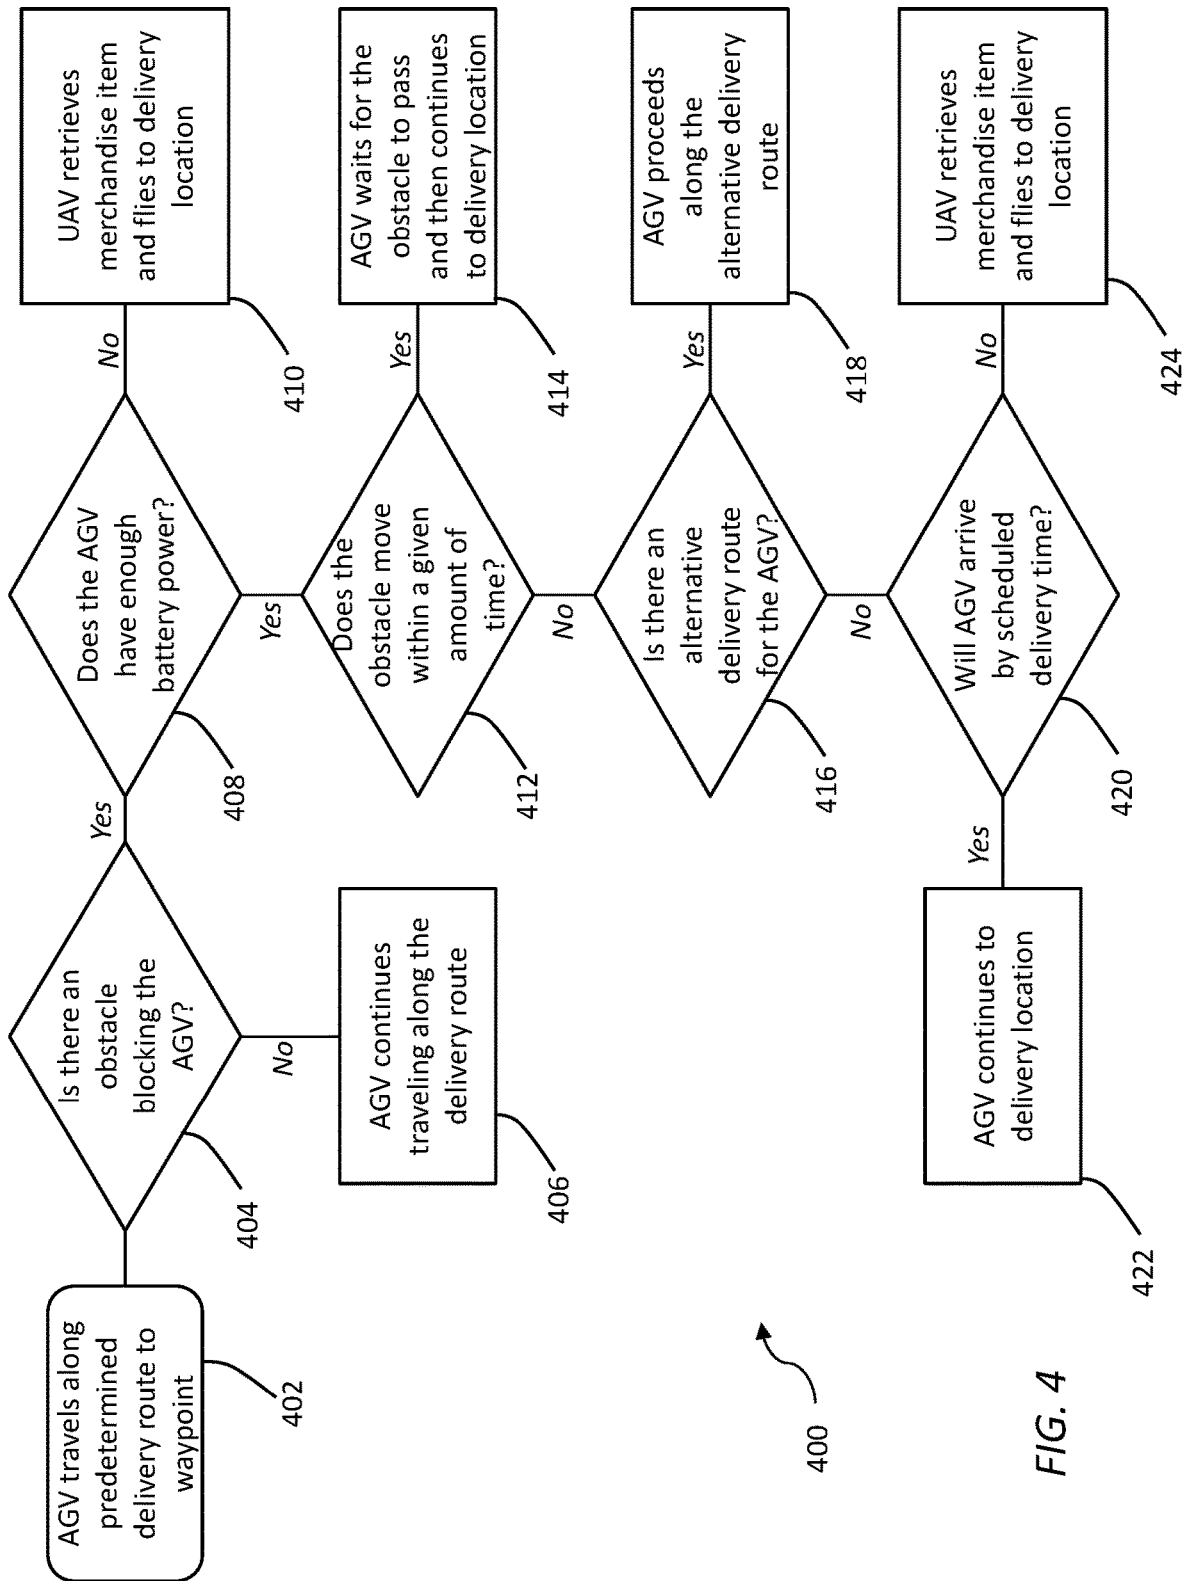 AGV travels along
predetermined
delivery route to
waypoint
402
Is there an
obstacle
blocking the
AGV?
404
Yes
No
AGV continues
traveling along the
delivery route
406
Does the AGV
have enough
battery power?
408
No
UAV retrieves
merchandise item
and flies to delivery
location
410
Yes
Does the
obstacle move
within a given
amount of
time?
412
Yes
AGV waits for the
obstacle to pass
and then continues
to delivery location
414
No
Is there an
alternative
delivery route
for the AGV?
416
Yes
AGV proceeds
along the
alternative delivery
route
418
No
Will AGV arrive
by scheduled
delivery time?
420
Yes
AGV continues to
delivery location
422
No
UAV retrieves
merchandise item
and flies to delivery
location
424
400
FIG. 4